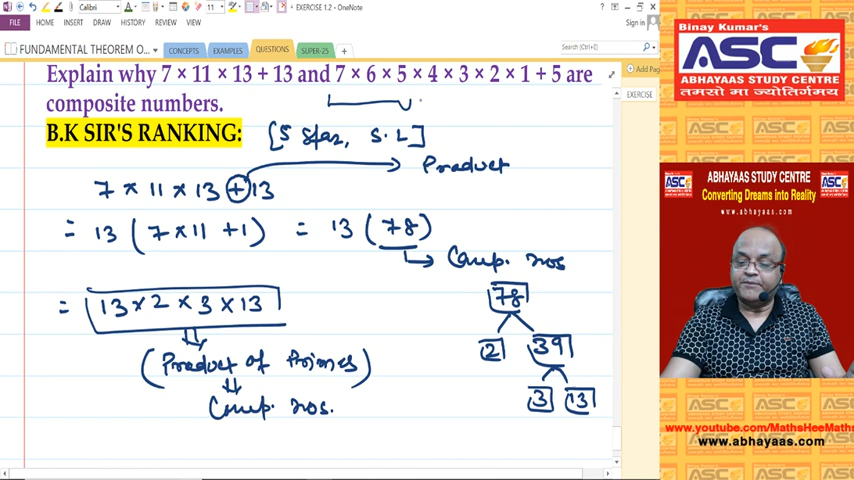 Calibri
11
EXERCISE 1.2 - OneNote
FILE
HOME
INSERT
DRAW
HISTORY
REVIEW
VIEW
Sign in
FUNDAMENTAL THEOREM O...
CONCEPTS
EXAMPLES
QUESTIONS
SUPER-25
Search (Ctrl+E)
Add Page
EXERCISE
Explain why 7 × 11 × 13 + 13 and 7 × 6 × 5 × 4 × 3 × 2 × 1 + 5 are
composite numbers.
B.K SIR'S RANKING:
[5 Star, S.L]
Product
7 × 11 × 13 + 13
= 13 ( 7 × 11 + 1) = 13 (78)
Comp. nos
= 13 × 2 × 3 × 13
78
2 39
3 13
(Product of Primes)
Comp. nos.
Binay Kumar's
ASC
ABHAYAAS STUDY CENTRE
तमसो मा ज्योतिर्गमय
ABHAYAAS STUDY CENTRE
ASC
Converting Dreams into Reality
www.abhayaas.com
www.youtube.com/MathsHeeMaths
www.abhayaas.com